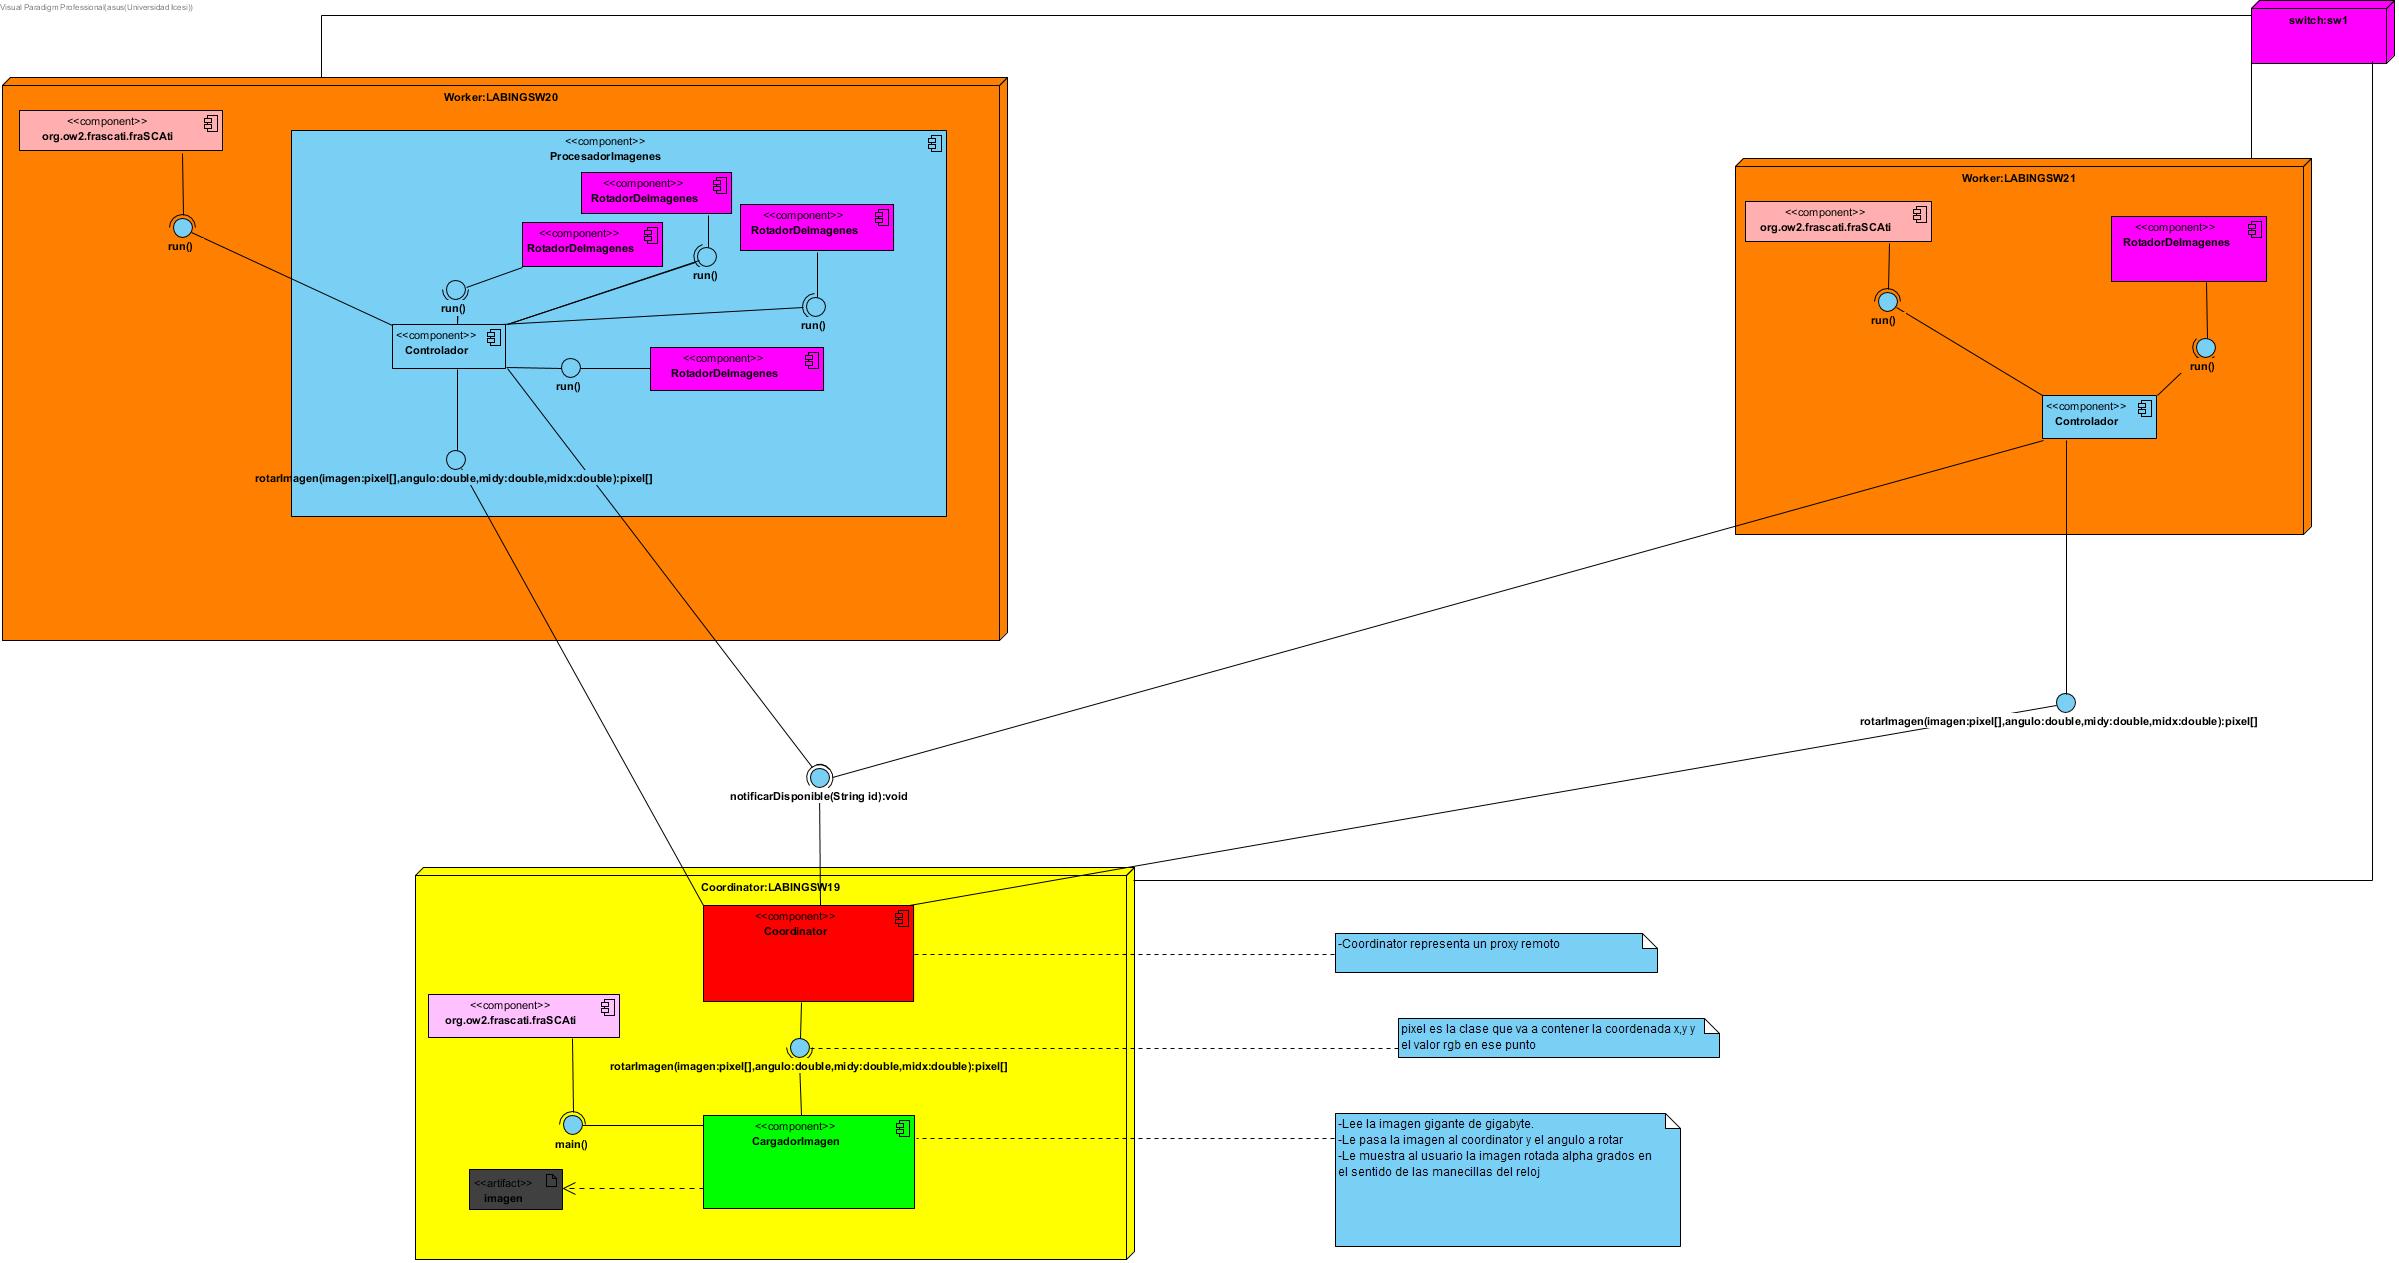 Visual Paradigm Professional(asus(Universidad Icesi))
switch:sw1
Worker:LABINGSW20
<<component>>
org.ow2.frascati.fraSCAti
run()
<<component>>
ProcesadorImagenes
<<component>>
RotadorDeImagenes
<<component>>
RotadorDeImagenes
<<component>>
RotadorDeImagenes
run()
run()
run()
<<component>>
Controlador
run()
<<component>>
RotadorDeImagenes
rotarImagen(imagen:pixel[],angulo:double,midy:double,midx:double):pixel[]
Worker:LABINGSW21
<<component>>
org.ow2.frascati.fraSCAti
<<component>>
RotadorDeImagenes
run()
run()
<<component>>
Controlador
rotarImagen(imagen:pixel[],angulo:double,midy:double,midx:double):pixel[]
notificarDisponible(String id):void
Coordinator:LABINGSW19
<<component>>
Coordinator
-Coordinator representa un proxy remoto
<<component>>
org.ow2.frascati.fraSCAti
pixel es la clase que va a contener la coordenada x,y y
el valor rgb en ese punto
rotarImagen(imagen:pixel[],angulo:double,midy:double,midx:double):pixel[]
main()
<<component>>
CargadorImagen
-Lee la imagen gigante de gigabyte.
-Le pasa la imagen al coordinator y el angulo a rotar
-Le muestra al usuario la imagen rotada alpha grados en
el sentido de las manecillas del reloj
<<artifact>>
imagen